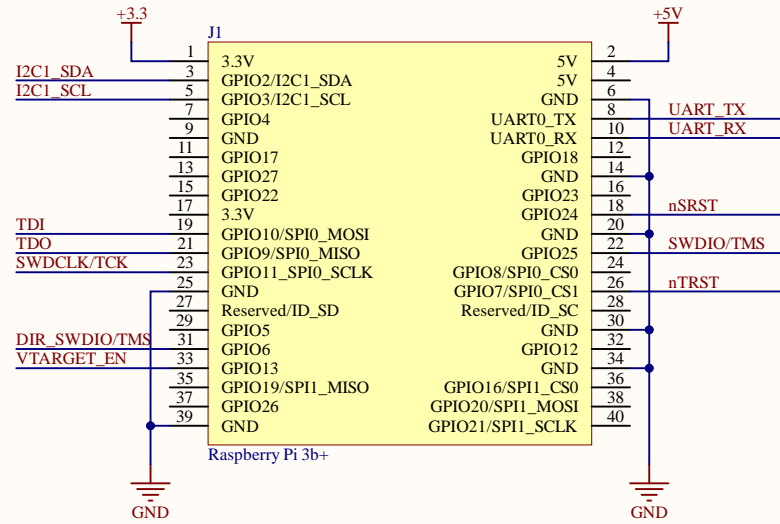 +3.3
+5V
J1
1 3.3V 5V 2
I2C1_SDA 3 GPIO2/I2C1_SDA 5V 4
I2C1_SCL 5 GPIO3/I2C1_SCL GND 6
7 GPIO4 UART0_TX 8 UART_TX
9 GND UART0_RX 10 UART_RX
11 GPIO17 GPIO18 12
13 GPIO27 GND 14
15 GPIO22 GPIO23 16
17 3.3V GPIO24 18 nSRST
TDI 19 GPIO10/SPI0_MOSI GND 20
TDO 21 GPIO9/SPI0_MISO GPIO25 22 SWDIO/TMS
SWDCLK/TCK 23 GPIO11_SPI0_SCLK GPIO8/SPI0_CS0 24
25 GND GPIO7/SPI0_CS1 26 nTRST
27 Reserved/ID_SD Reserved/ID_SC 28
29 GPIO5 GND 30
DIR_SWDIO/TMS 31 GPIO6 GPIO12 32
VTARGET_EN 33 GPIO13 GND 34
35 GPIO19/SPI1_MISO GPIO16/SPI1_CS0 36
37 GPIO26 GPIO20/SPI1_MOSI 38
39 GND GPIO21/SPI1_SCLK 40
Raspberry Pi 3b+
GND
GND